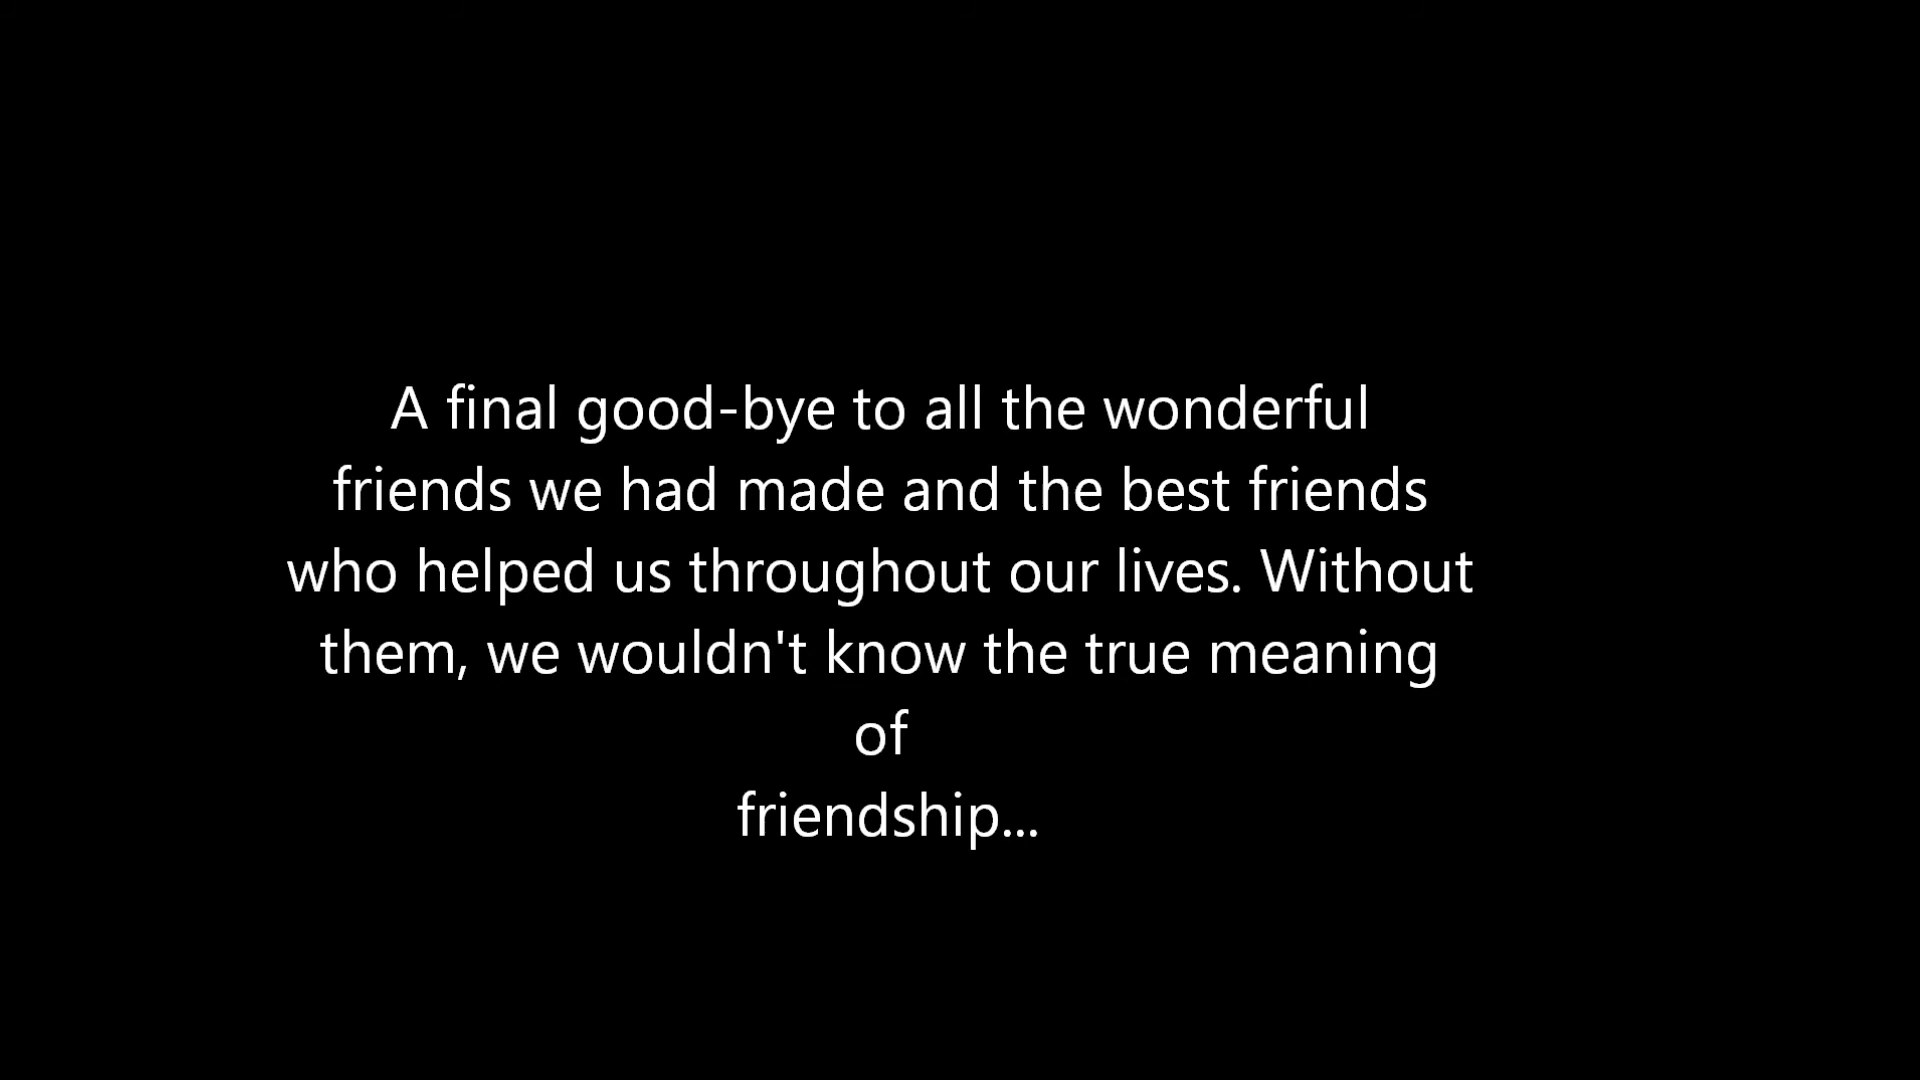 A final good-bye to all the wonderful
friends we had made and the best friends
who helped us throughout our lives. Without
them, we wouldn't know the true meaning
of
friendship...